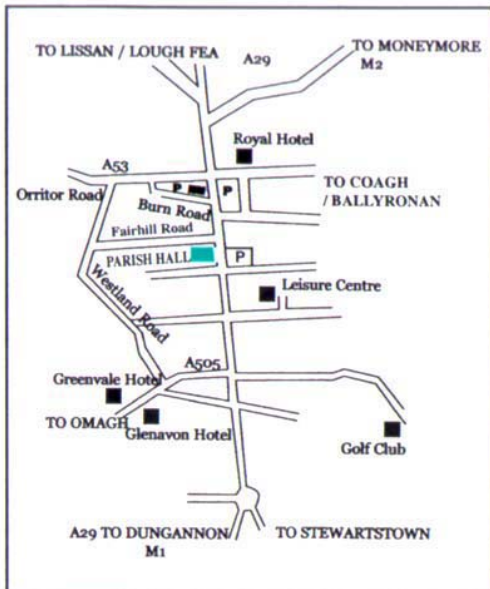 TO LISSAN / LOUGH FEA
A29
TO MONEYMORE
M2
Royal Hotel
A53
P
P
Orritor Road
Burn Road
TO COAGH
/ BALLYRONAN
Fairhill Road
PARISH HALL
P
Leisure Centre
Westland Road
A505
Greenvale Hotel
TO OMAGH
Glenavon Hotel
Golf Club
A29 TO DUNGANNON
M1
TO STEWARTSTOWN